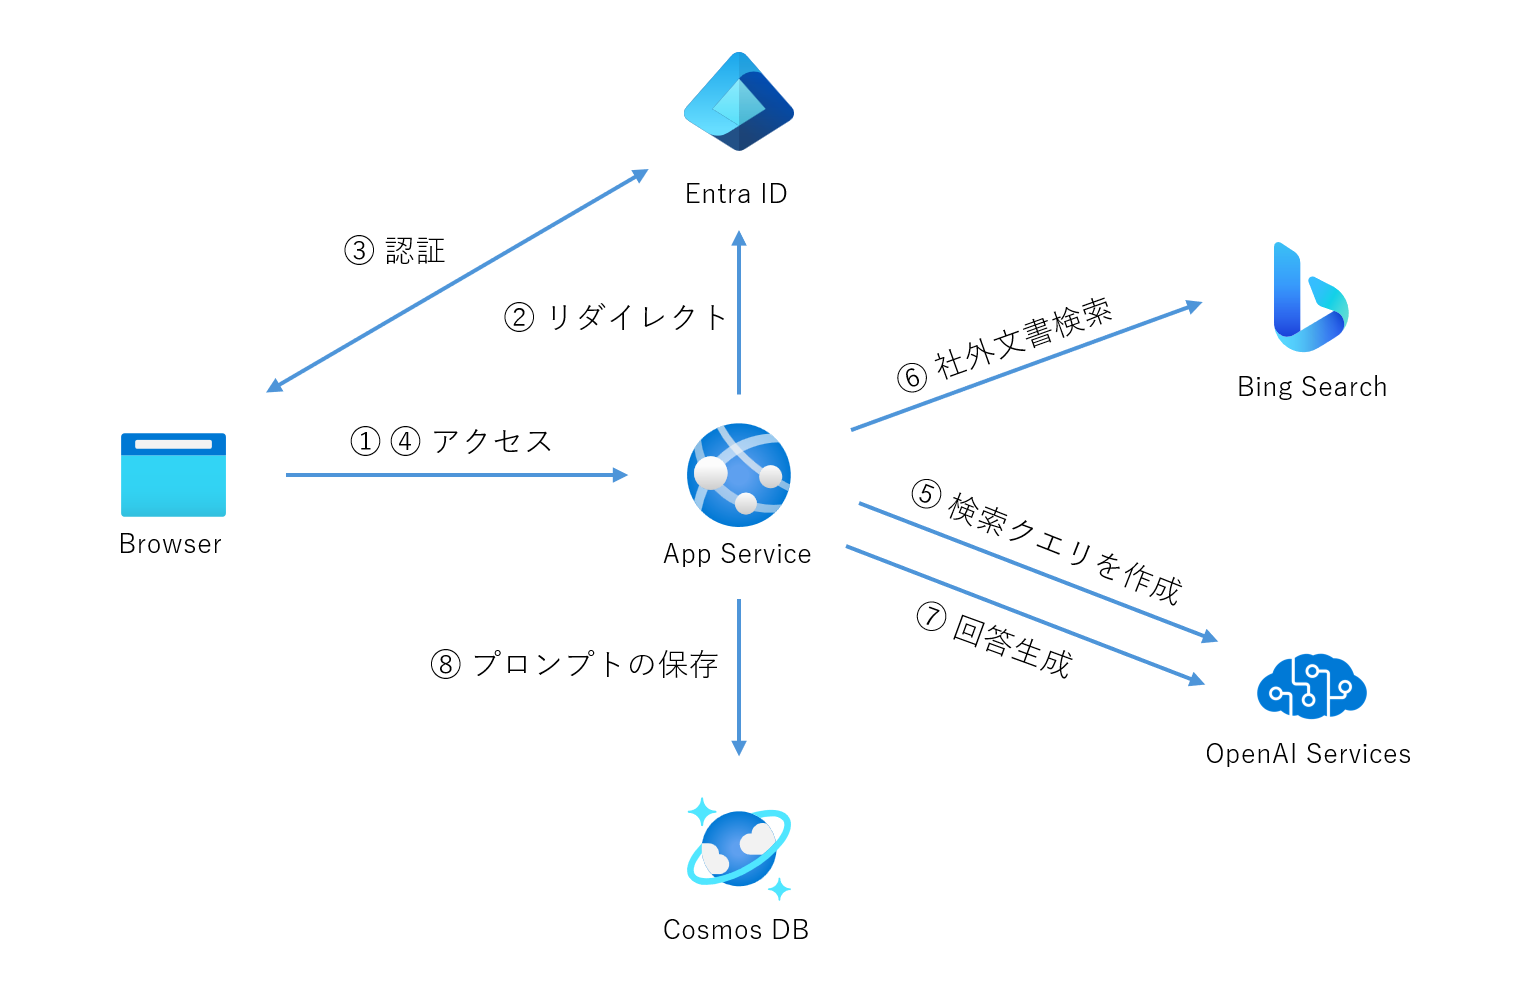 Entra ID
③ 認証
② リダイレクト
⑥ 社外文書検索
Bing Search
① ④ アクセス
Browser
App Service
⑤ 検索クエリを作成
⑦ 回答生成
⑧ プロンプトの保存
OpenAI Services
Cosmos DB